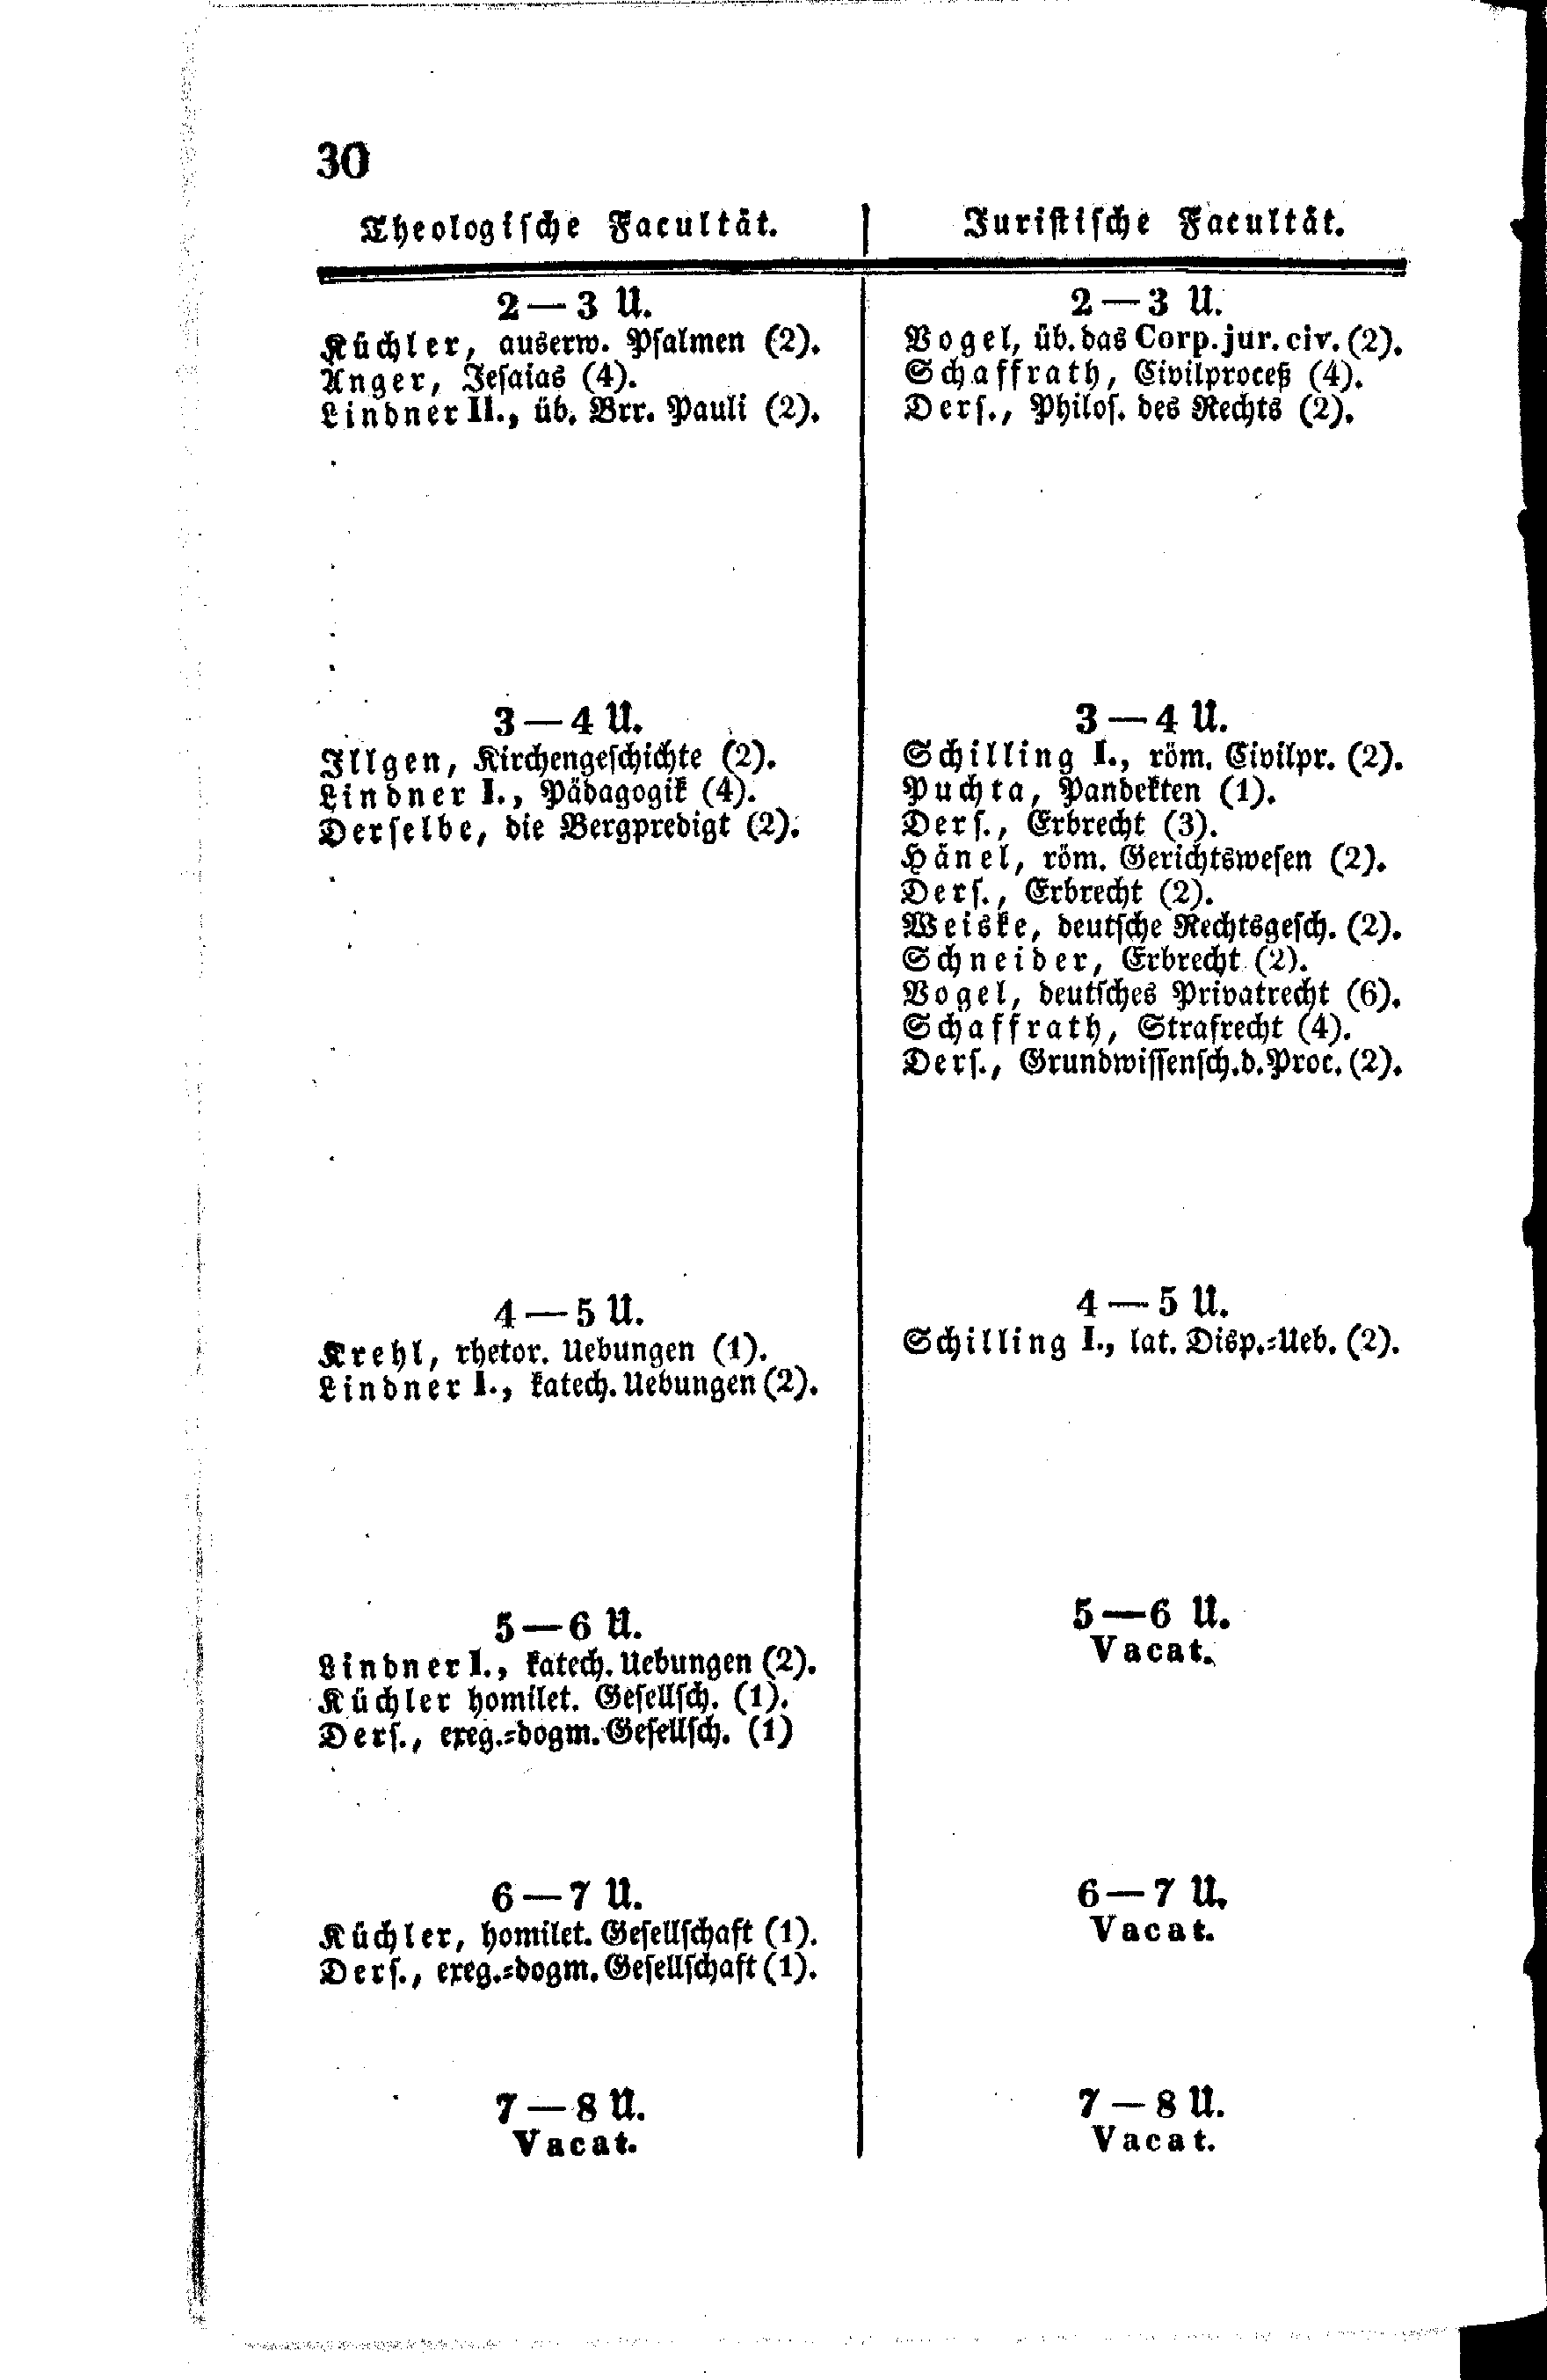 30
Theologische Facultät.
2—3 U.
Küchler, auserw. Psalmen (2).
Anger, Jesaias (4).
Lindner II., üb. Brr. Pauli (2).
3—4 U.
Illgen, Kirchengeschichte (2).
Lindner I., Pädagogik (4).
Derselbe, die Bergpredigt (2).
4—5 U.
Krehl, rhetor. Uebungen (1).
Lindner I., katech. Uebungen (2).
5—6 U.
Lindner I., katech. Uebungen (2).
Küchler homilet. Gesellsch. (1).
Ders., exeg.=dogm. Gesellsch. (1)
6—7 U.
Küchler, homilet. Gesellschaft (1).
Ders., exeg.=dogm. Gesellschaft (1).
7—8 U.
Vacat.
Juristische Facultät.
2—3 U.
Vogel, üb. das Corp. jur. civ. (2).
Schaffrath, Civilproceß (4).
Ders., Philos. des Rechts (2).
3—4 U.
Schilling I., röm. Civilpr. (2).
Puchta, Pandekten (1).
Ders., Erbrecht (3).
Hänel, röm. Gerichtswesen (2).
Ders., Erbrecht (2).
Weiske, deutsche Rechtsgesch. (2).
Schneider, Erbrecht (2).
Vogel, deutsches Privatrecht (6).
Schaffrath, Strafrecht (4).
Ders., Grundwissensch. d. Proc. (2).
4—5 U.
Schilling I., lat. Disp.=Ueb. (2).
5—6 U.
Vacat.
6—7 U.
Vacat.
7—8 U.
Vacat.